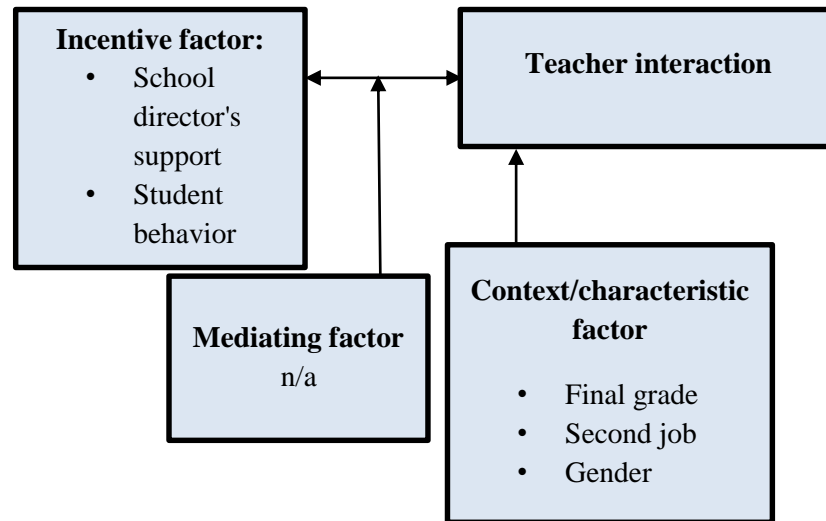 Incentive factor:
• School
director's
support
• Student
behavior
Teacher interaction
Mediating factor
n/a
Context/characteristic
factor
• Final grade
• Second job
• Gender